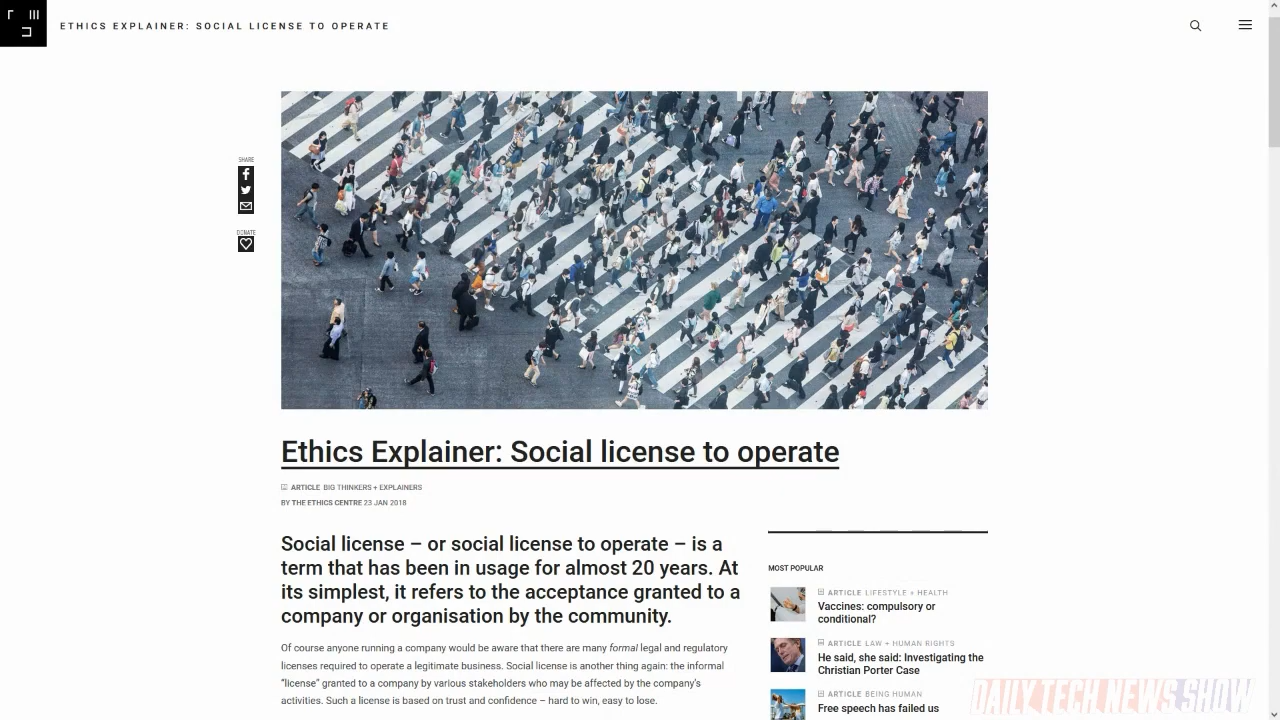 ETHICS EXPLAINER: SOCIAL LICENSE TO OPERATE
SHARE
DONATE
Ethics Explainer: Social license to operate
ARTICLE BIG THINKERS + EXPLAINERS
BY THE ETHICS CENTRE 23 JAN 2018
Social license – or social license to operate – is a
term that has been in usage for almost 20 years. At
its simplest, it refers to the acceptance granted to a
company or organisation by the community.
Of course anyone running a company would be aware that there are many formal legal and regulatory
licenses required to operate a legitimate business. Social license is another thing again: the informal
“license” granted to a company by various stakeholders who may be affected by the company’s
activities. Such a license is based on trust and confidence – hard to win, easy to lose.
MOST POPULAR
ARTICLE LIFESTYLE + HEALTH
Vaccines: compulsory or
conditional?
ARTICLE LAW + HUMAN RIGHTS
He said, she said: Investigating the
Christian Porter Case
ARTICLE BEING HUMAN
Free speech has failed us
DAILY TECH NEWS SHOW